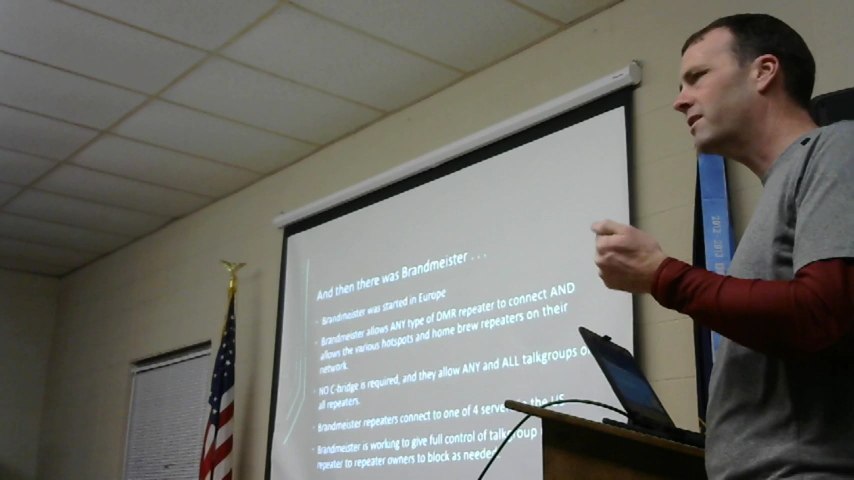 And then there was Brandmeister . . .
Brandmeister was started in Europe
Brandmeister allows ANY type of DMR repeater to connect AND
allows the various hotspots and home brew repeaters on their
network.
NO C-bridge is required, and they allow ANY and ALL talkgroups
all repeaters.
Brandmeister repeaters connect to one of 4 the US
Brandmeister is working to give full control of
repeater to repeater owners to block as needed